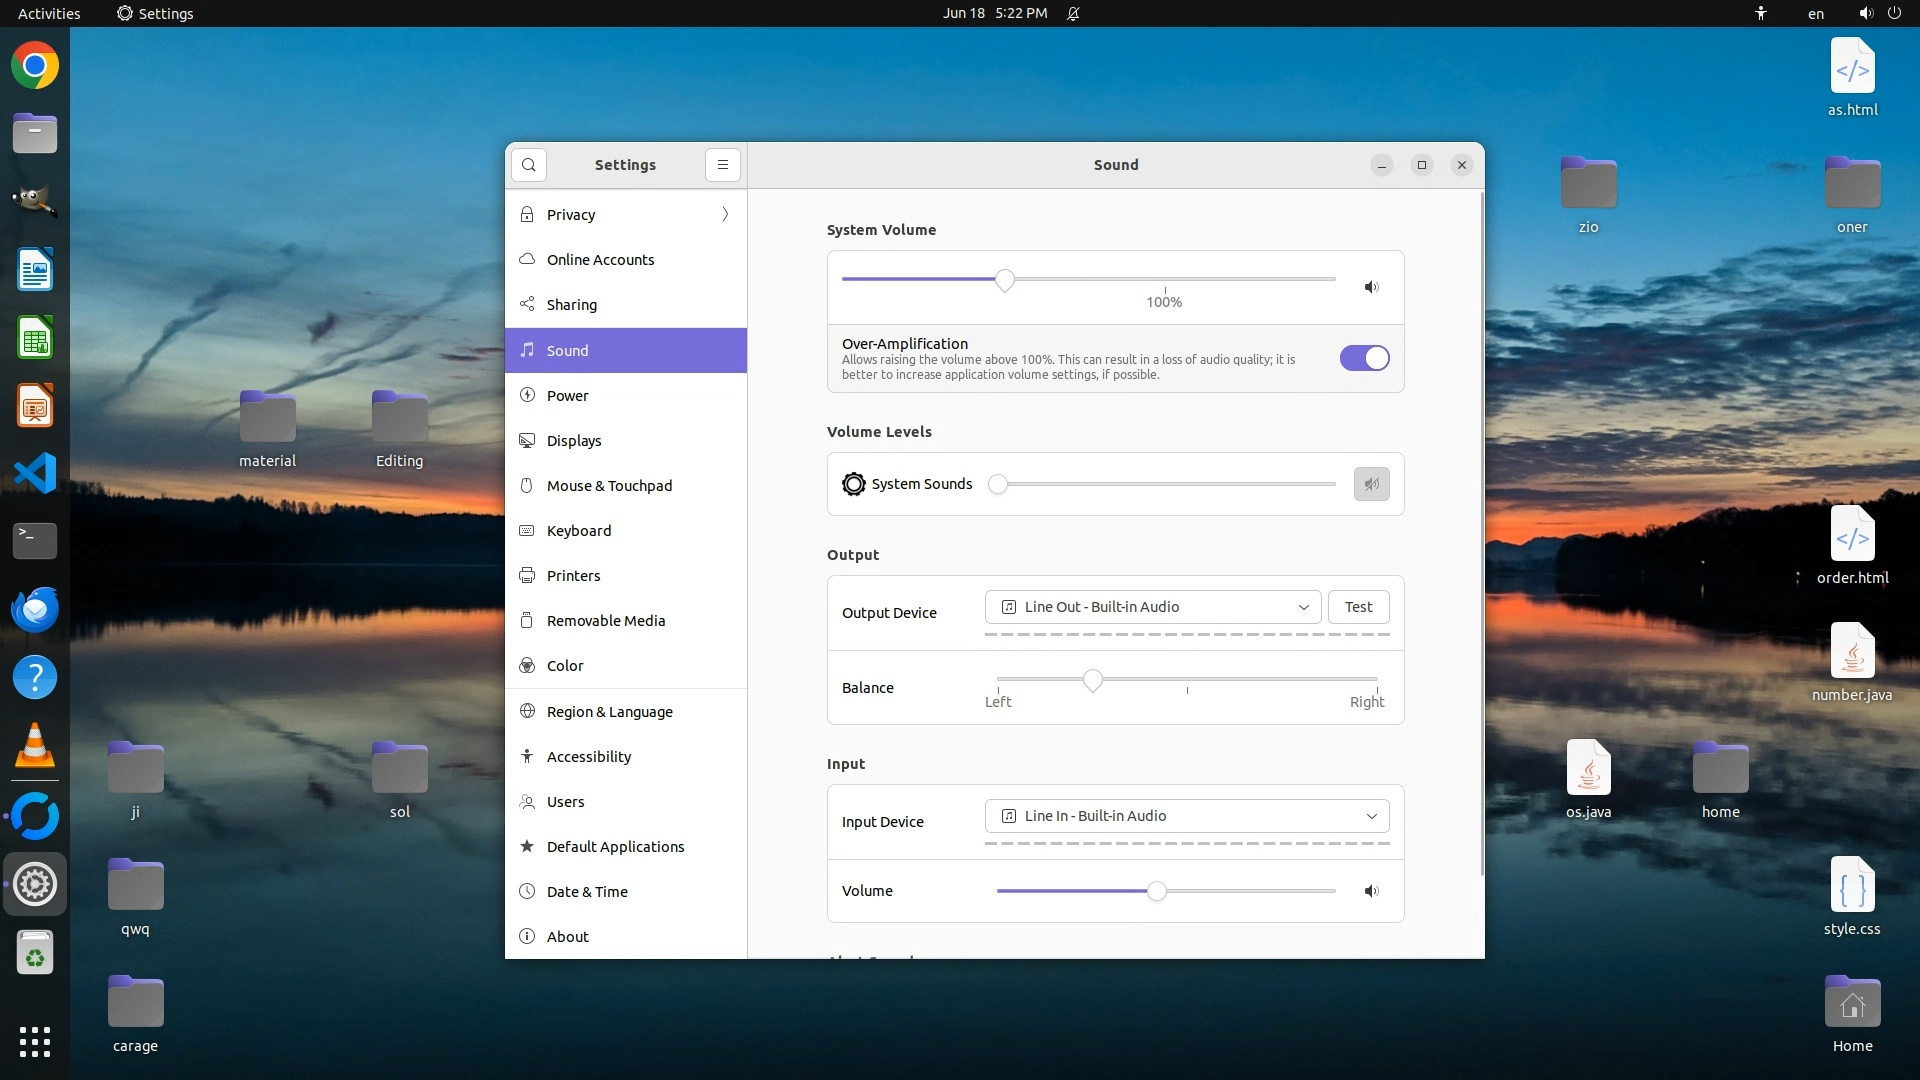 Activities
Settings
Jun 18 5:22 PM
en
as.html
zio
oner
material
Editing
order.html
number.java
ji
sol
os.java
home
qwq
style.css
carage
Home
Settings
Sound
Privacy
Online Accounts
Sharing
Sound
Power
Displays
Mouse & Touchpad
Keyboard
Printers
Removable Media
Color
Region & Language
Accessibility
Users
Default Applications
Date & Time
About
System Volume
100%
Over-Amplification
Allows raising the volume above 100%. This can result in a loss of audio quality; it is
better to increase application volume settings, if possible.
Volume Levels
System Sounds
Output
Output Device
Line Out - Built-in Audio
Test
Balance
Left
Right
Input
Input Device
Line In - Built-in Audio
Volume